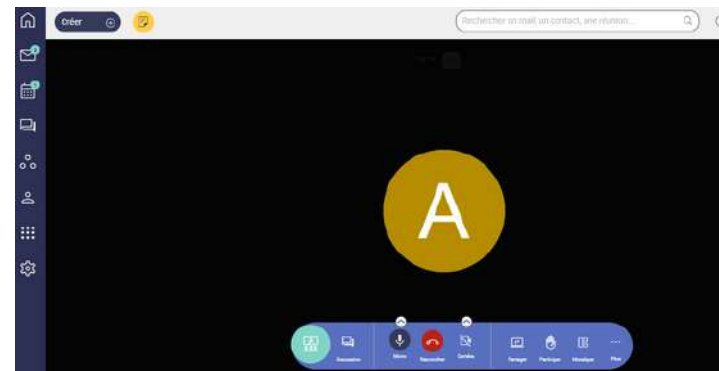 Créer
Rechercher un mail, un contact, une réunion...
A
Discussion
Micro
Raccrocher
Caméra
Partager
Participer
Mosaïque
Plus